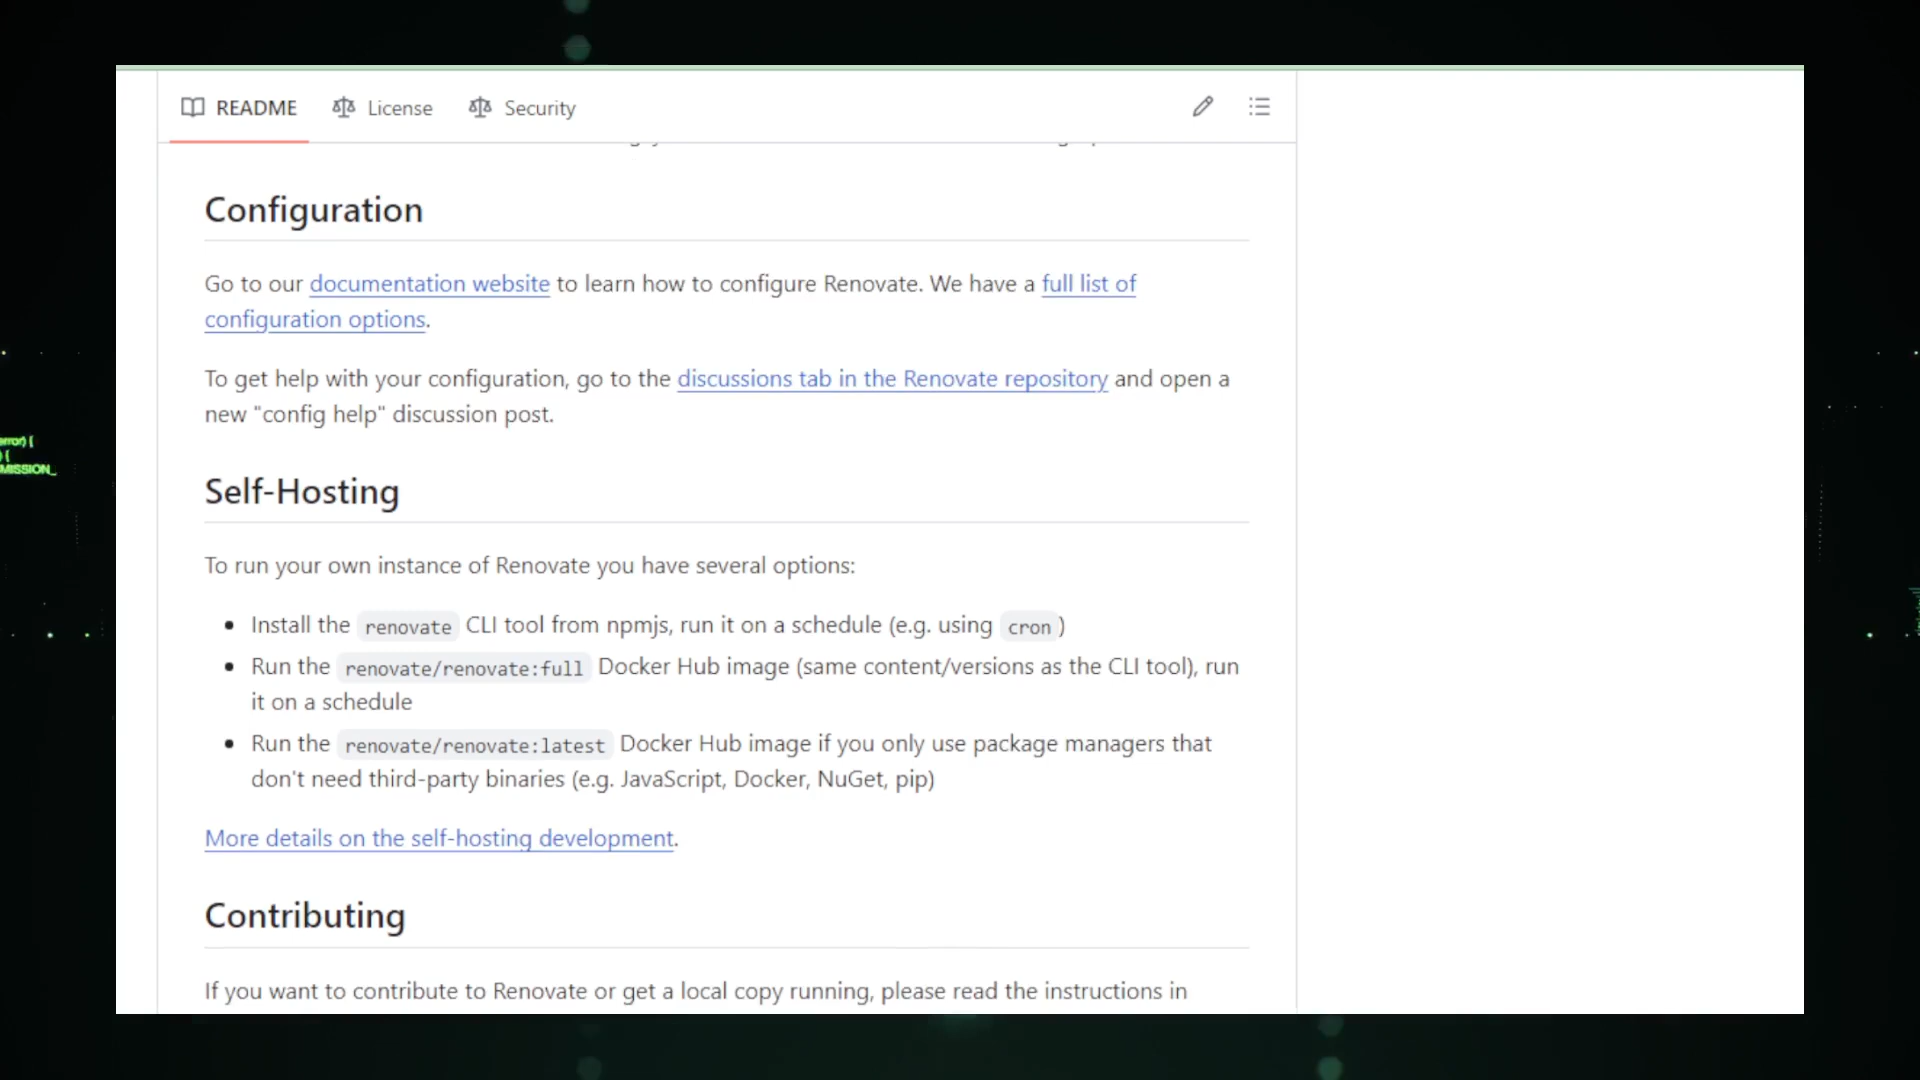 README License Security
Configuration
Go to our documentation website to learn how to configure Renovate. We have a full list of
configuration options.
To get help with your configuration, go to the discussions tab in the Renovate repository and open a
new "config help" discussion post.
Self-Hosting
To run your own instance of Renovate you have several options:
• Install the renovate CLI tool from npmjs, run it on a schedule (e.g. using cron )
• Run the renovate/renovate:full Docker Hub image (same content/versions as the CLI tool), run
it on a schedule
• Run the renovate/renovate:latest Docker Hub image if you only use package managers that
don't need third-party binaries (e.g. JavaScript, Docker, NuGet, pip)
More details on the self-hosting development.
Contributing
If you want to contribute to Renovate or get a local copy running, please read the instructions in
error) {
) {
MISSION_